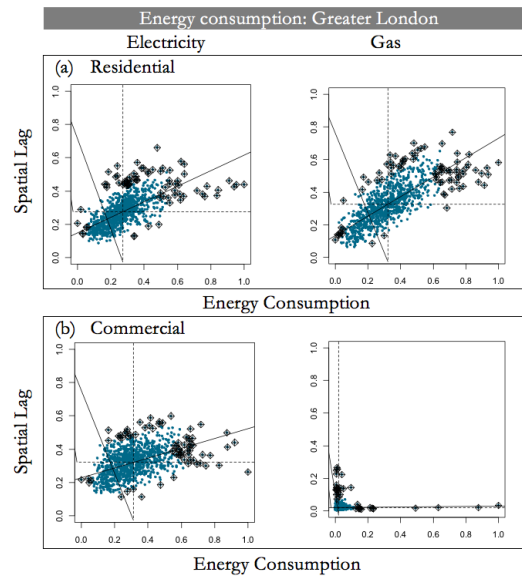 Energy consumption: Greater London
Electricity Gas
(a) Residential
Spatial Lag
1.0
0.8
0.6
0.4
0.2
0.0
0.0 0.2 0.4 0.6 0.8 1.0
1.0
0.8
0.6
0.4
0.2
0.0
0.0 0.2 0.4 0.6 0.8 1.0
Energy Consumption
(b) Commercial
Spatial Lag
1.0
0.8
0.6
0.4
0.2
0.0
0.0 0.2 0.4 0.6 0.8 1.0
1.0
0.8
0.6
0.4
0.2
0.0
0.0 0.2 0.4 0.6 0.8 1.0
Energy Consumption